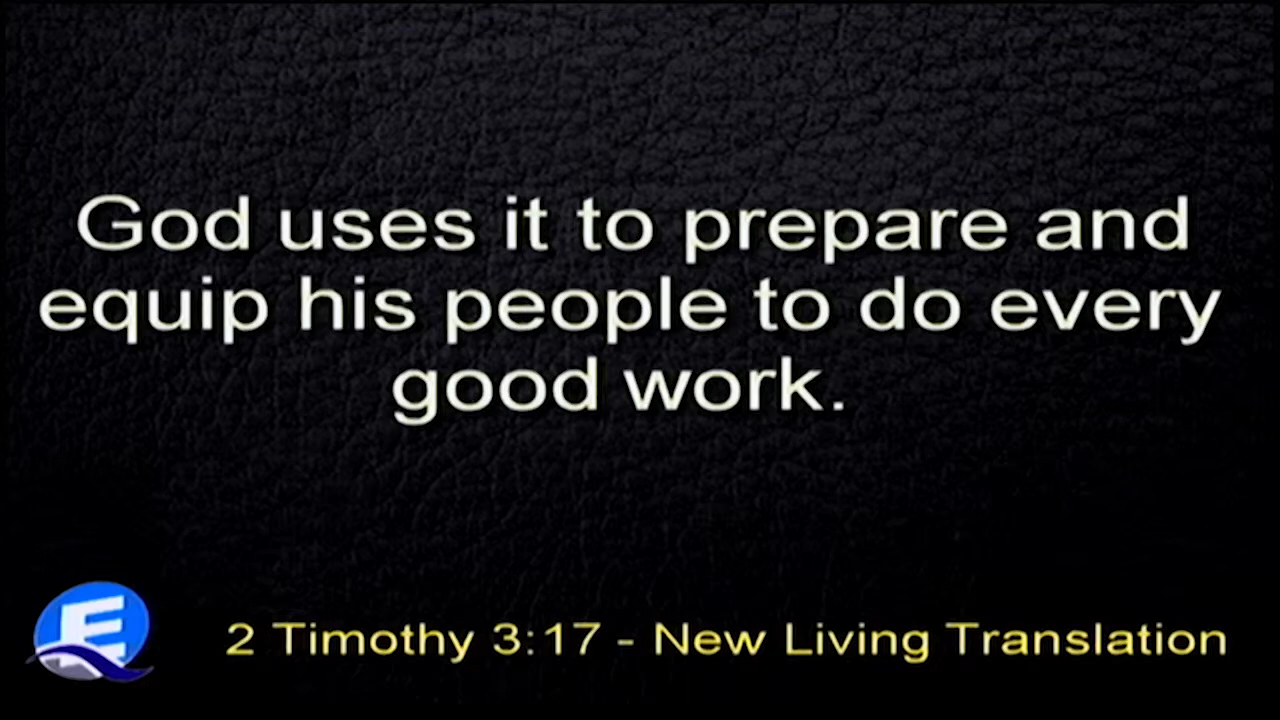 God uses it to prepare and
equip his people to do every
good work.
E
2 Timothy 3:17 - New Living Translation